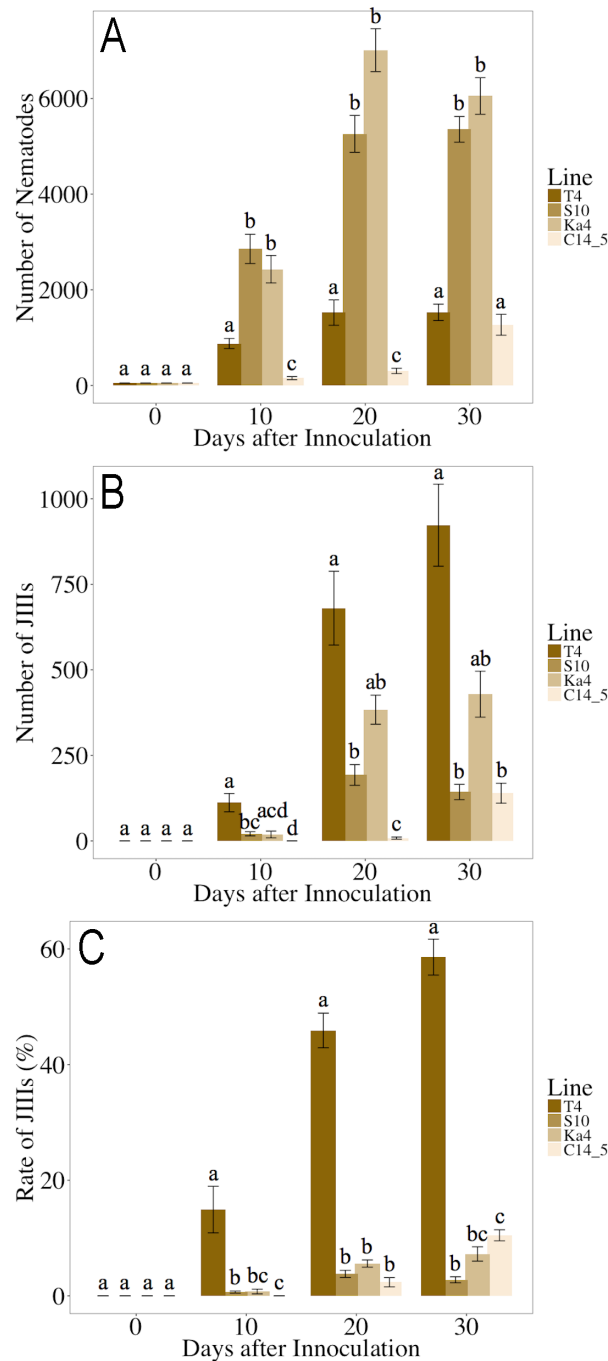 A
Number of Nematodes
6000
4000
2000
0
a a a a
a b b c
a b b c
a b b a
0 10 20 30
Days after Innoculation
Line
T4
S10
Ka4
C14_5
B
Number of JIIIs
1000
750
500
250
0
a a a a
a bc acd d
a b ab c
a b ab b
0 10 20 30
Days after Innoculation
Line
T4
S10
Ka4
C14_5
C
Rate of JIIIs (%)
60
40
20
0
a a a a
a b bc c
a b b b
a b bc c
0 10 20 30
Days after Innoculation
Line
T4
S10
Ka4
C14_5